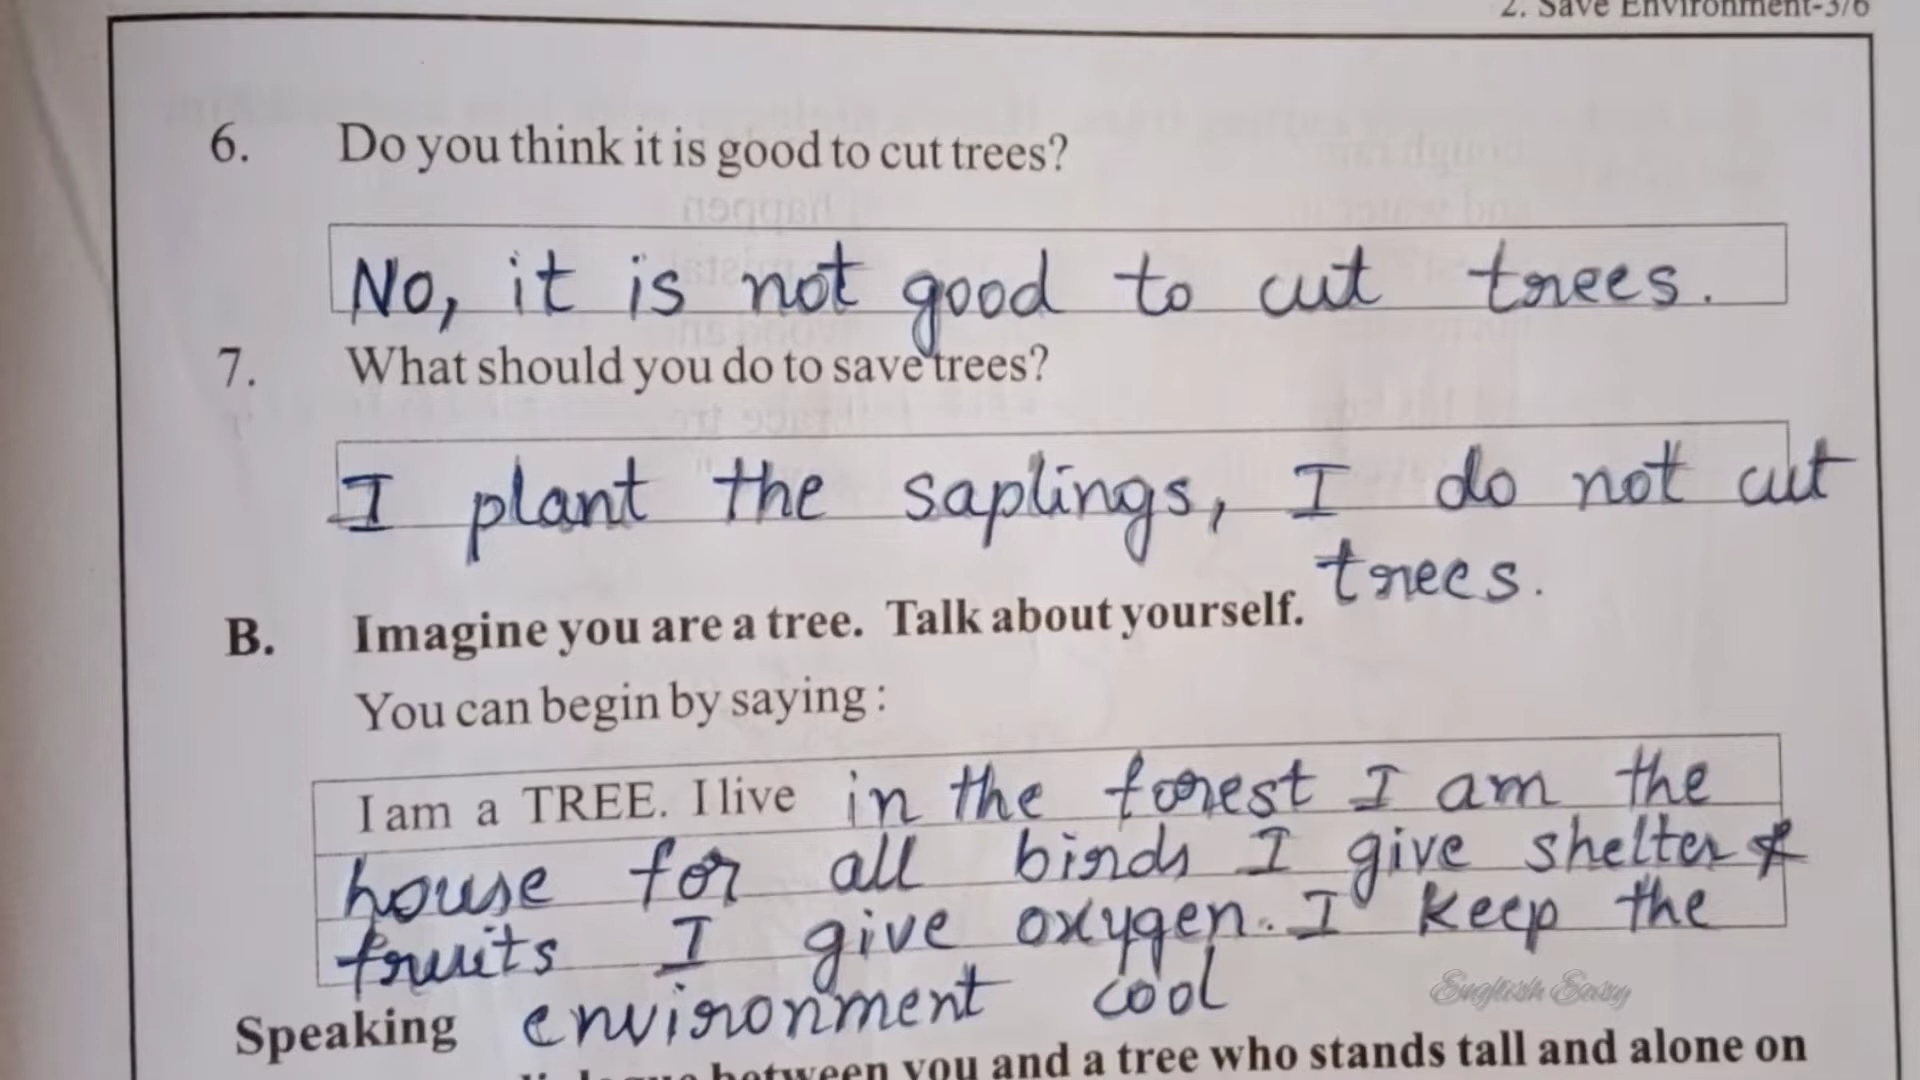 2. Save Environment-3/6
6. Do you think it is good to cut trees?
No, it is not good to cut trees.
7. What should you do to save trees?
I plant the saplings, I do not cut
trees.
B. Imagine you are a tree. Talk about yourself.
You can begin by saying :
I am a TREE. I live in the forest I am the
house for all birds I give shelter &
fruits I give oxygen. I keep the
environment cool
English Easy
Speaking
between you and a tree who stands tall and alone on